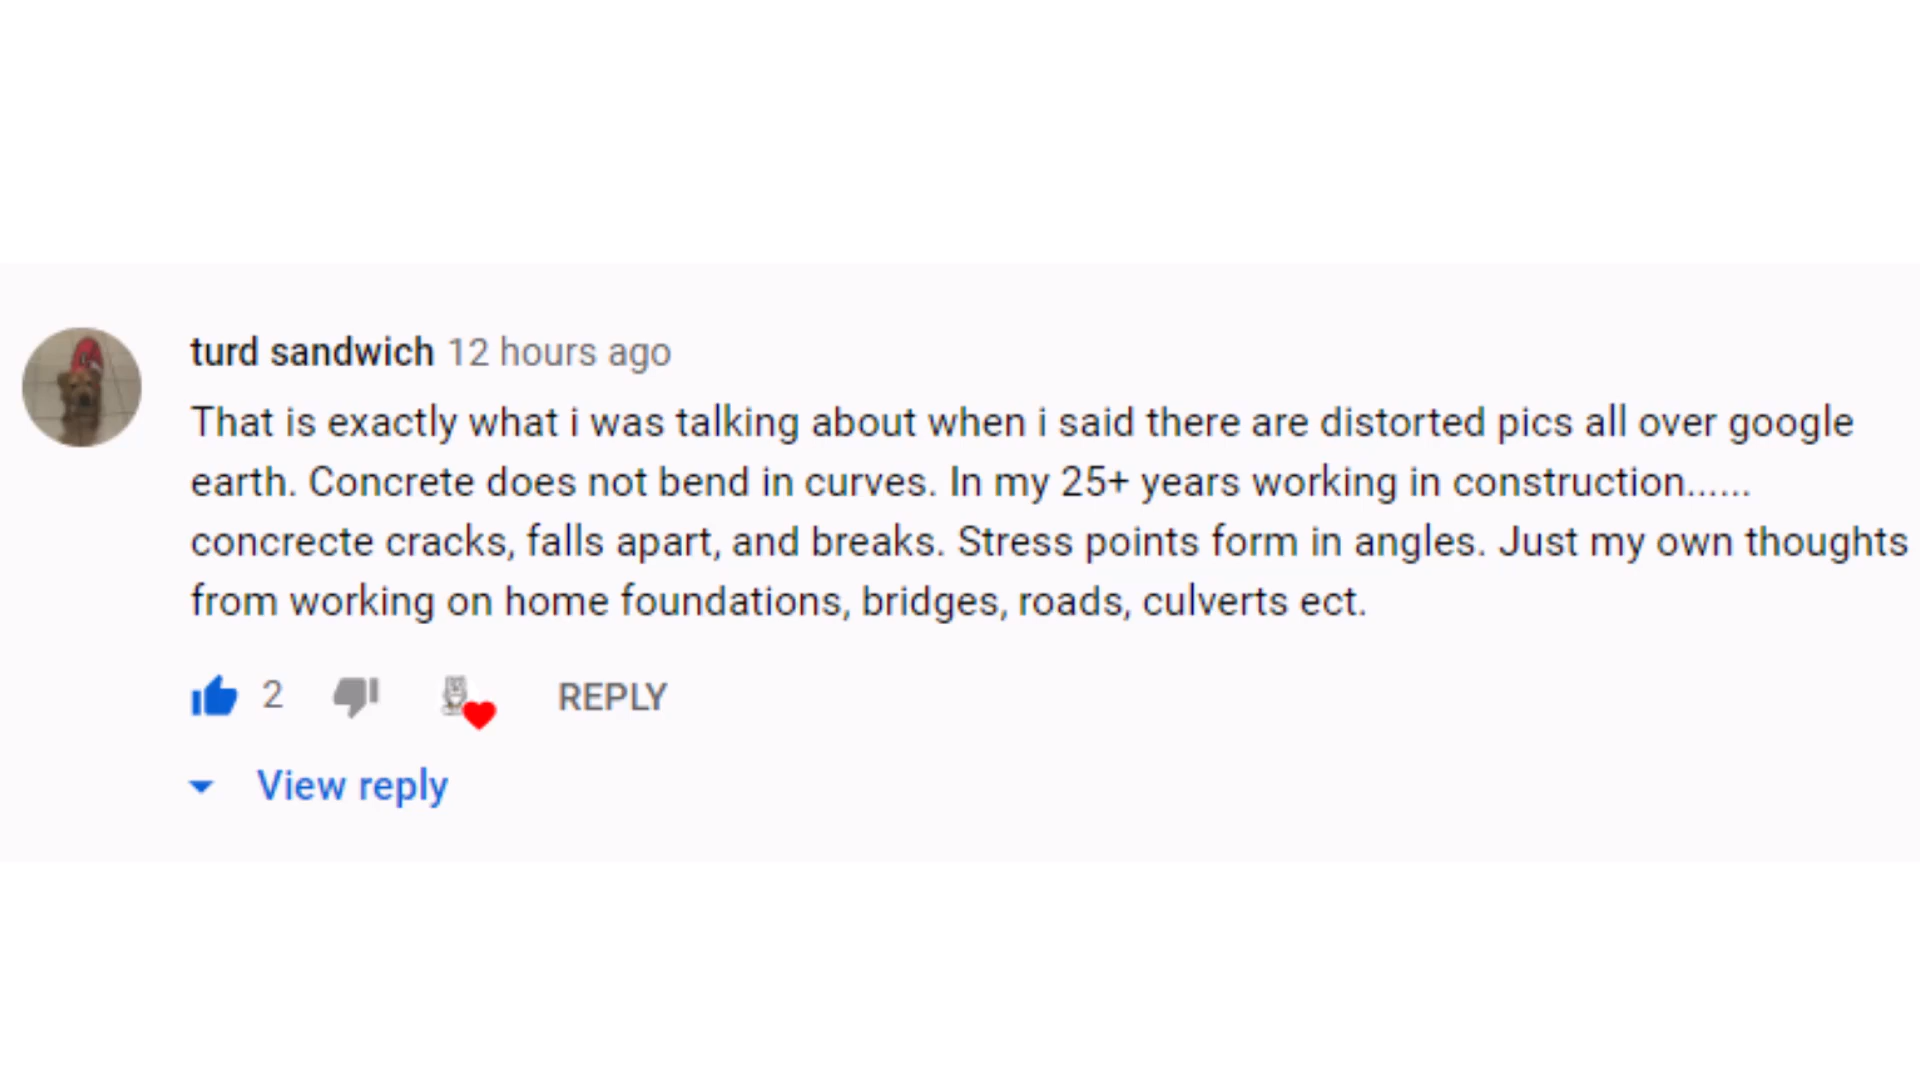 turd sandwich 12 hours ago
That is exactly what i was talking about when i said there are distorted pics all over google
earth. Concrete does not bend in curves. In my 25+ years working in construction......
concrecte cracks, falls apart, and breaks. Stress points form in angles. Just my own thoughts
from working on home foundations, bridges, roads, culverts ect.
2 REPLY
View reply